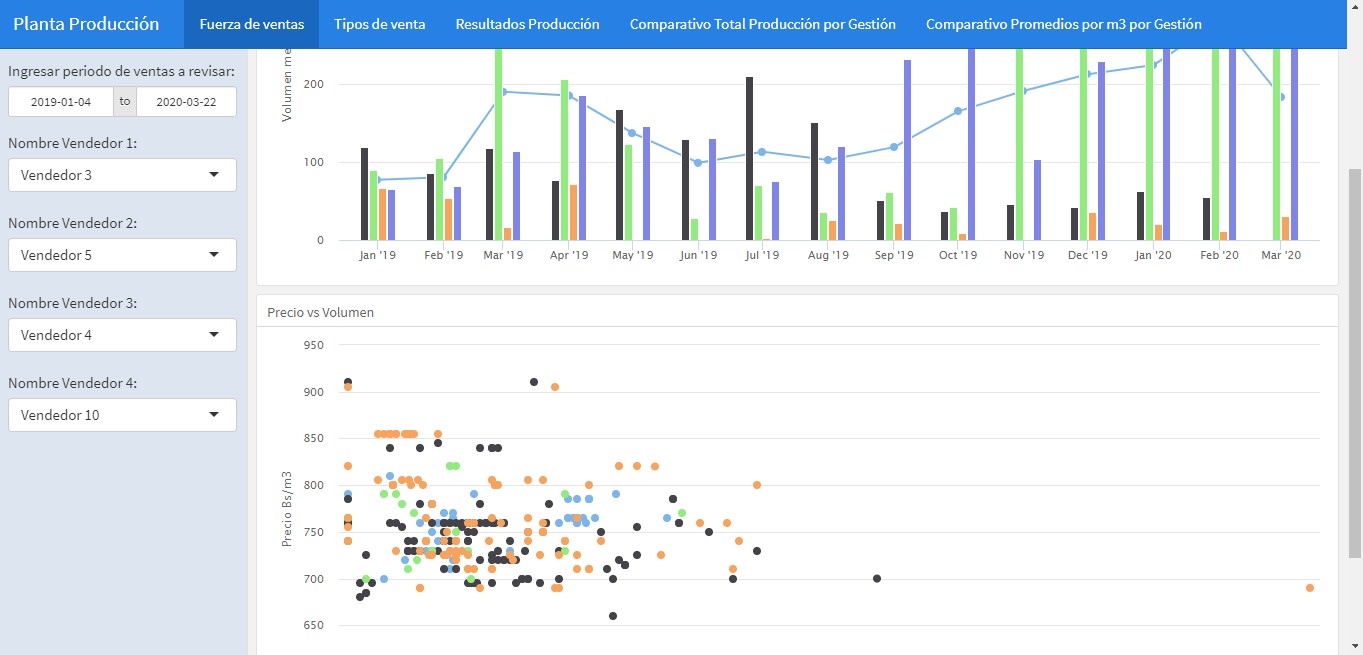 Planta Producción
Fuerza de ventas
Tipos de venta
Resultados Producción
Comparativo Total Producción por Gestión
Comparativo Promedios por m3 por Gestión
Ingresar periodo de ventas a revisar:
2019-01-04 to 2020-03-22
Nombre Vendedor 1:
Vendedor 3
Nombre Vendedor 2:
Vendedor 5
Nombre Vendedor 3:
Vendedor 4
Nombre Vendedor 4:
Vendedor 10
Volumen me
200
100
0
Jan '19 Feb '19 Mar '19 Apr '19 May '19 Jun '19 Jul '19 Aug '19 Sep '19 Oct '19 Nov '19 Dec '19 Jan '20 Feb '20 Mar '20
Precio vs Volumen
Precio Bs/m3
950
900
850
800
750
700
650